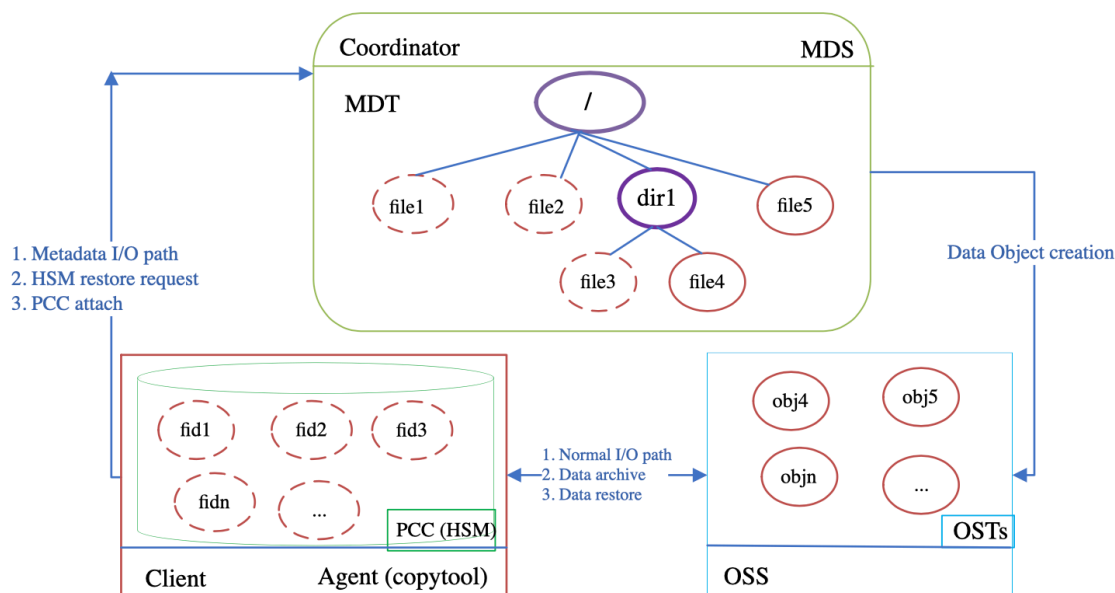 Coordinator
MDS
MDT
/
file1
file2
dir1
file5
file3
file4
1. Metadata I/O path
2. HSM restore request
3. PCC attach
Data Object creation
fid1
fid2
fid3
fidn
...
PCC (HSM)
Client
Agent (copytool)
1. Normal I/O path
2. Data archive
3. Data restore
obj4
obj5
objn
...
OSTs
OSS